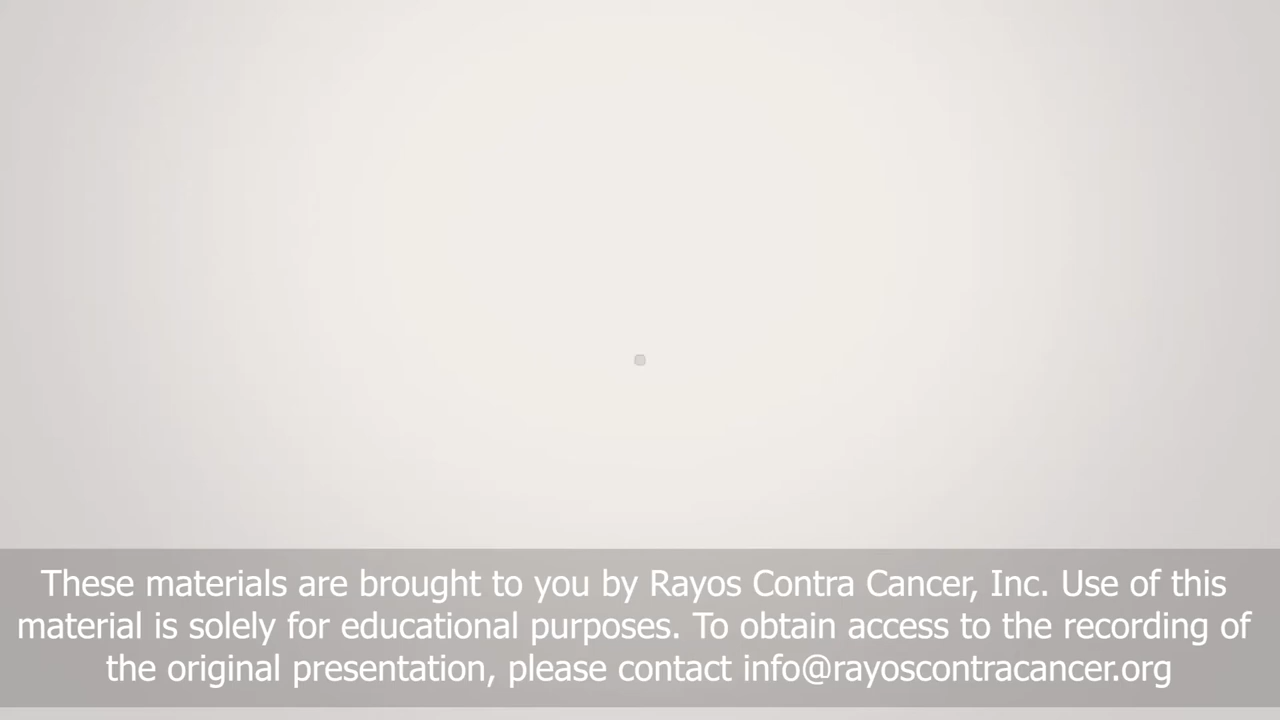 These materials are brought to you by Rayos Contra Cancer, Inc. Use of this
material is solely for educational purposes. To obtain access to the recording of
the original presentation, please contact info@rayoscontracancer.org